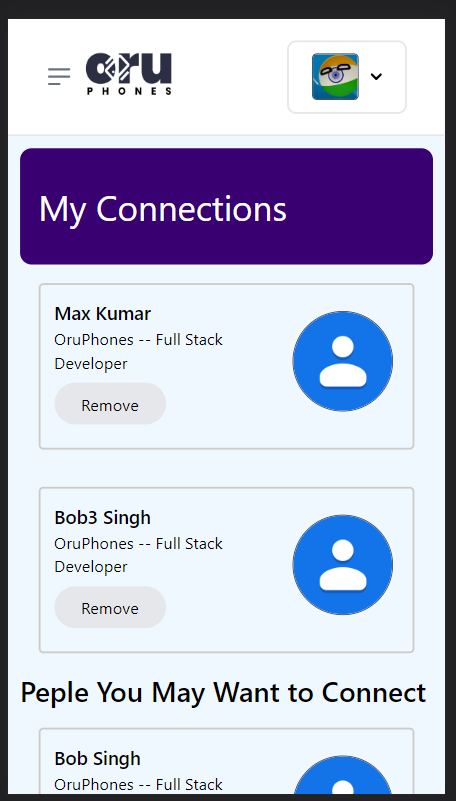 oru
PHONES
My Connections
Max Kumar
OruPhones -- Full Stack
Developer
Remove
Bob3 Singh
OruPhones -- Full Stack
Developer
Remove
Peple You May Want to Connect
Bob Singh
OruPhones -- Full Stack